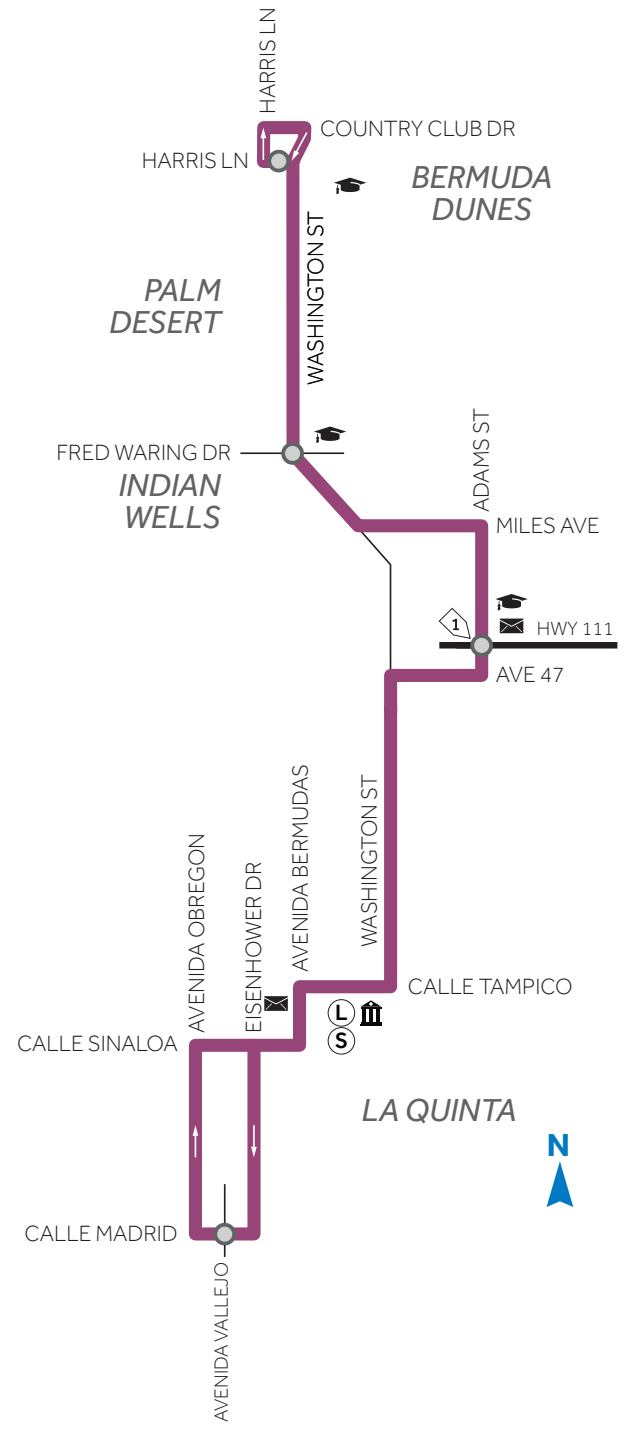 HARRIS LN
COUNTRY CLUB DR
HARRIS LN
BERMUDA
DUNES
WASHINGTON ST
PALM
DESERT
FRED WARING DR
INDIAN
WELLS
ADAMS ST
MILES AVE
1
HWY 111
AVE 47
WASHINGTON ST
AVENIDA BERMUDAS
AVENIDA OBREGON
EISENHOWER DR
CALLE TAMPICO
L
S
CALLE SINALOA
LA QUINTA
N
CALLE MADRID
AVENIDA VALLEJO